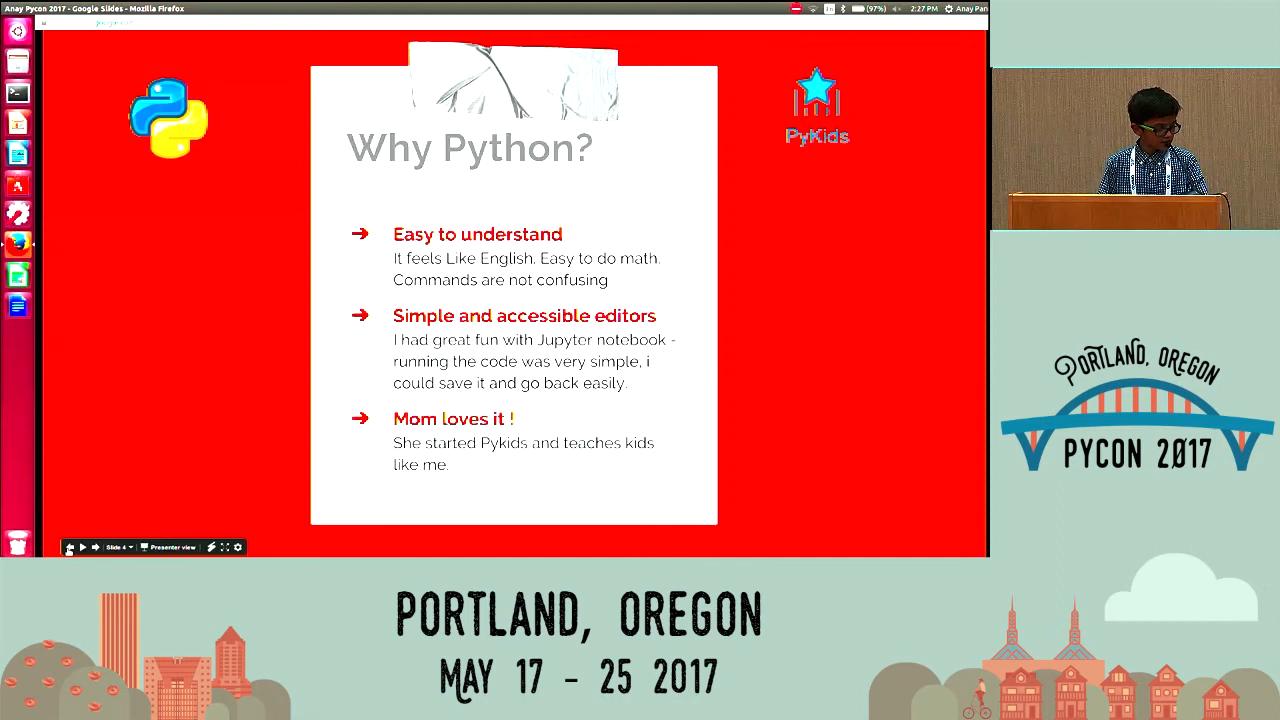 Anay Pycon 2017 - Google Slides - Mozilla Firefox
(97%)
2:27 PM
Anay Pan
Why Python?
PyKids
➔ Easy to understand
It feels Like English. Easy to do math.
Commands are not confusing
➔ Simple and accessible editors
I had great fun with Jupyter notebook -
running the code was very simple, i
could save it and go back easily.
➔ Mom loves it !
She started Pykids and teaches kids
like me.
Slide 4
Presenter view
PORTLAND, OREGON
PYCON 2017
PORTLAND, OREGON
MAY 17 - 25 2017